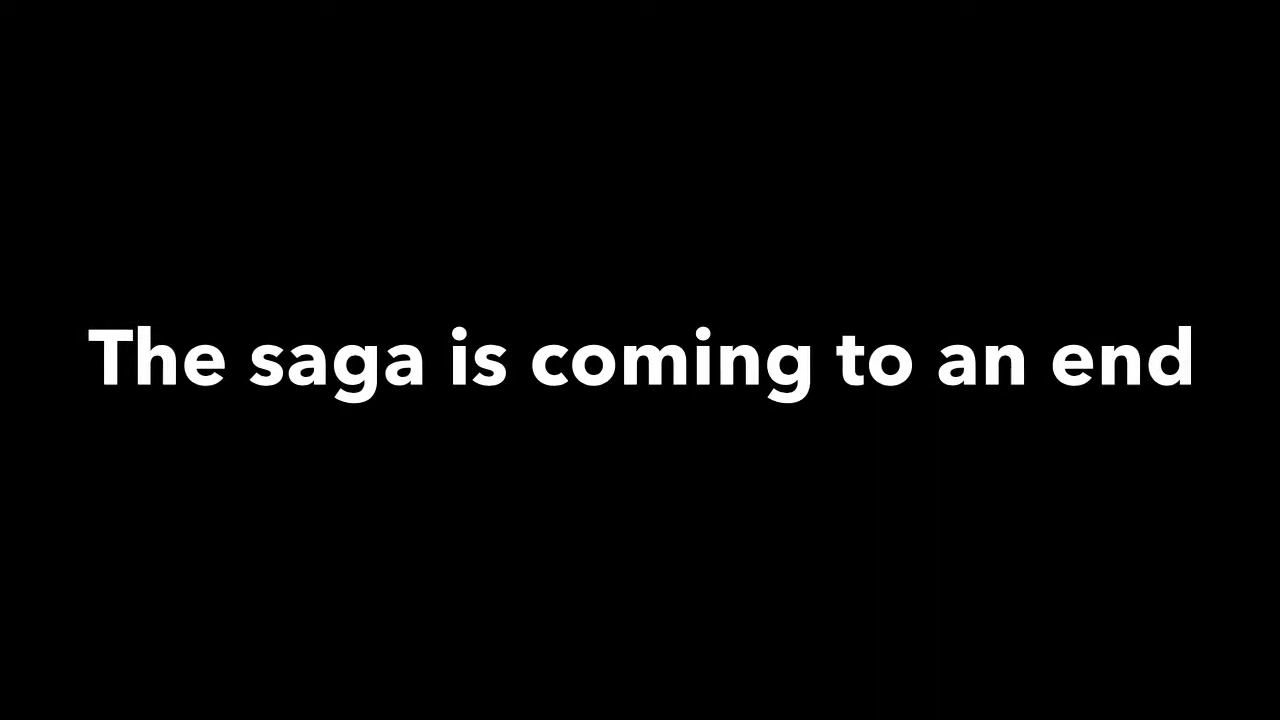 The saga is coming to an end